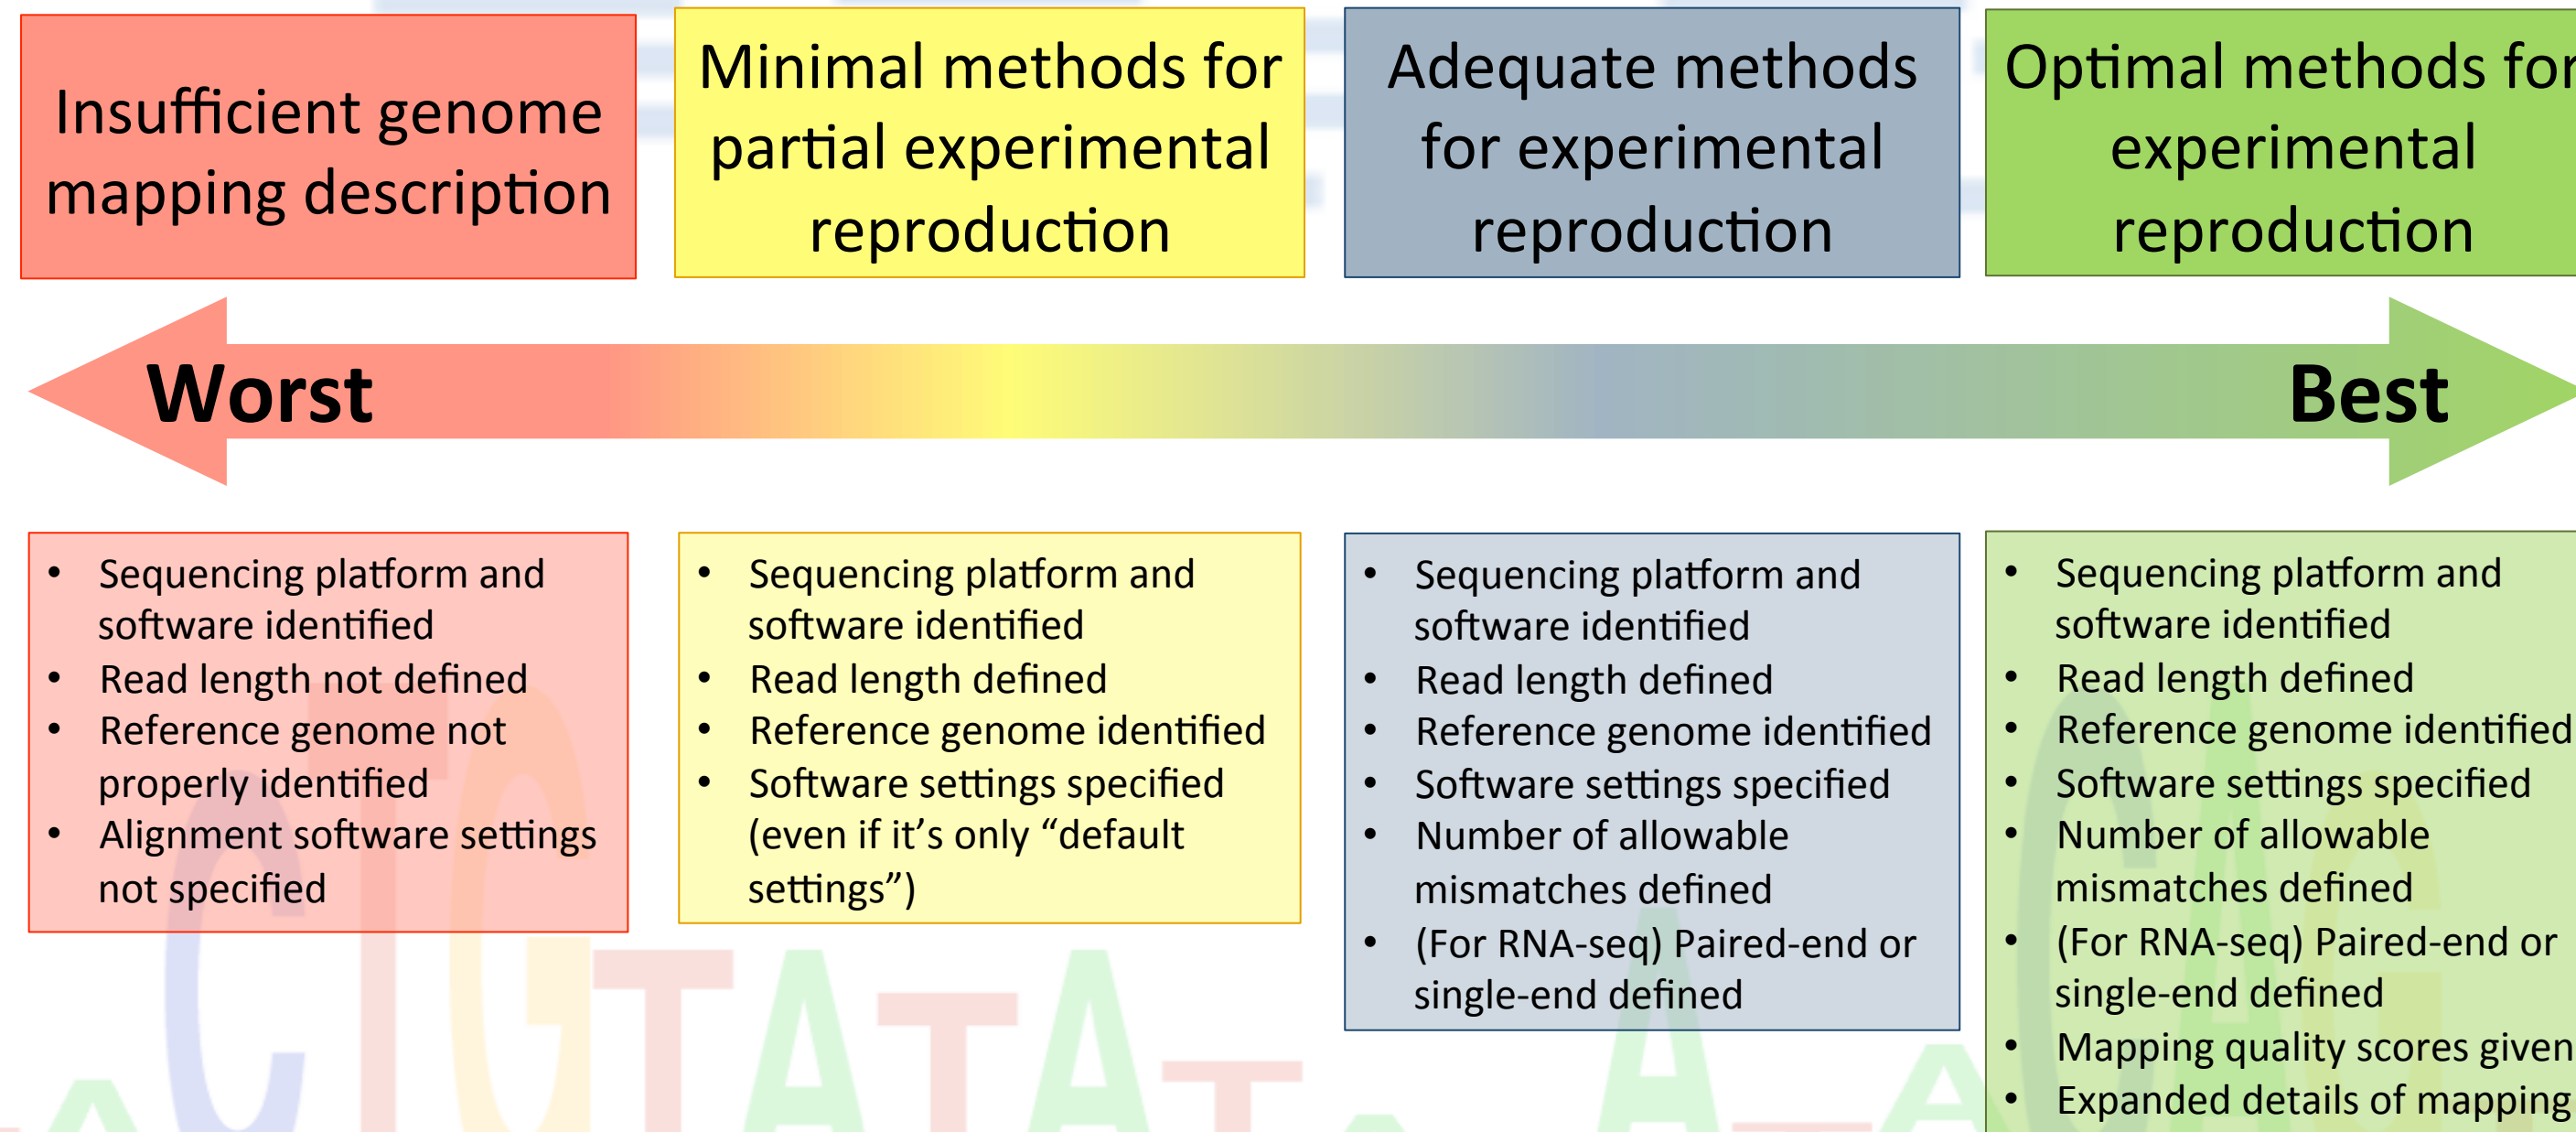 Insufficient genome
mapping description
Minimal methods for
partial experimental
reproduction
Adequate methods
for experimental
reproduction
Optimal methods for
experimental
reproduction
Worst
Best
• Sequencing platform and
software identified
• Read length not defined
• Reference genome not
properly identified
• Alignment software settings
not specified
• Sequencing platform and
software identified
• Read length defined
• Reference genome identified
• Software settings specified
(even if it's only “default
settings”)
• Sequencing platform and
software identified
• Read length defined
• Reference genome identified
• Software settings specified
• Number of allowable
mismatches defined
• (For RNA-seq) Paired-end or
single-end defined
• Sequencing platform and
software identified
• Read length defined
• Reference genome identified
• Software settings specified
• Number of allowable
mismatches defined
• (For RNA-seq) Paired-end or
single-end defined
• Mapping quality scores given
• Expanded details of mapping
CTGTATAT
A
CAG